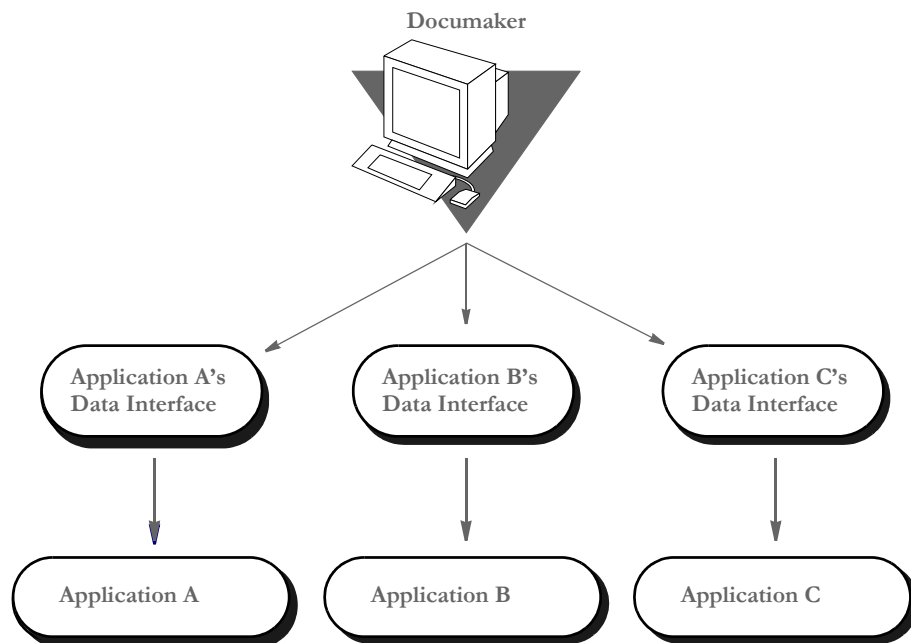 Documaker
Application A’s
Data Interface
Application B’s
Data Interface
Application C’s
Data Interface
Application A
Application B
Application C